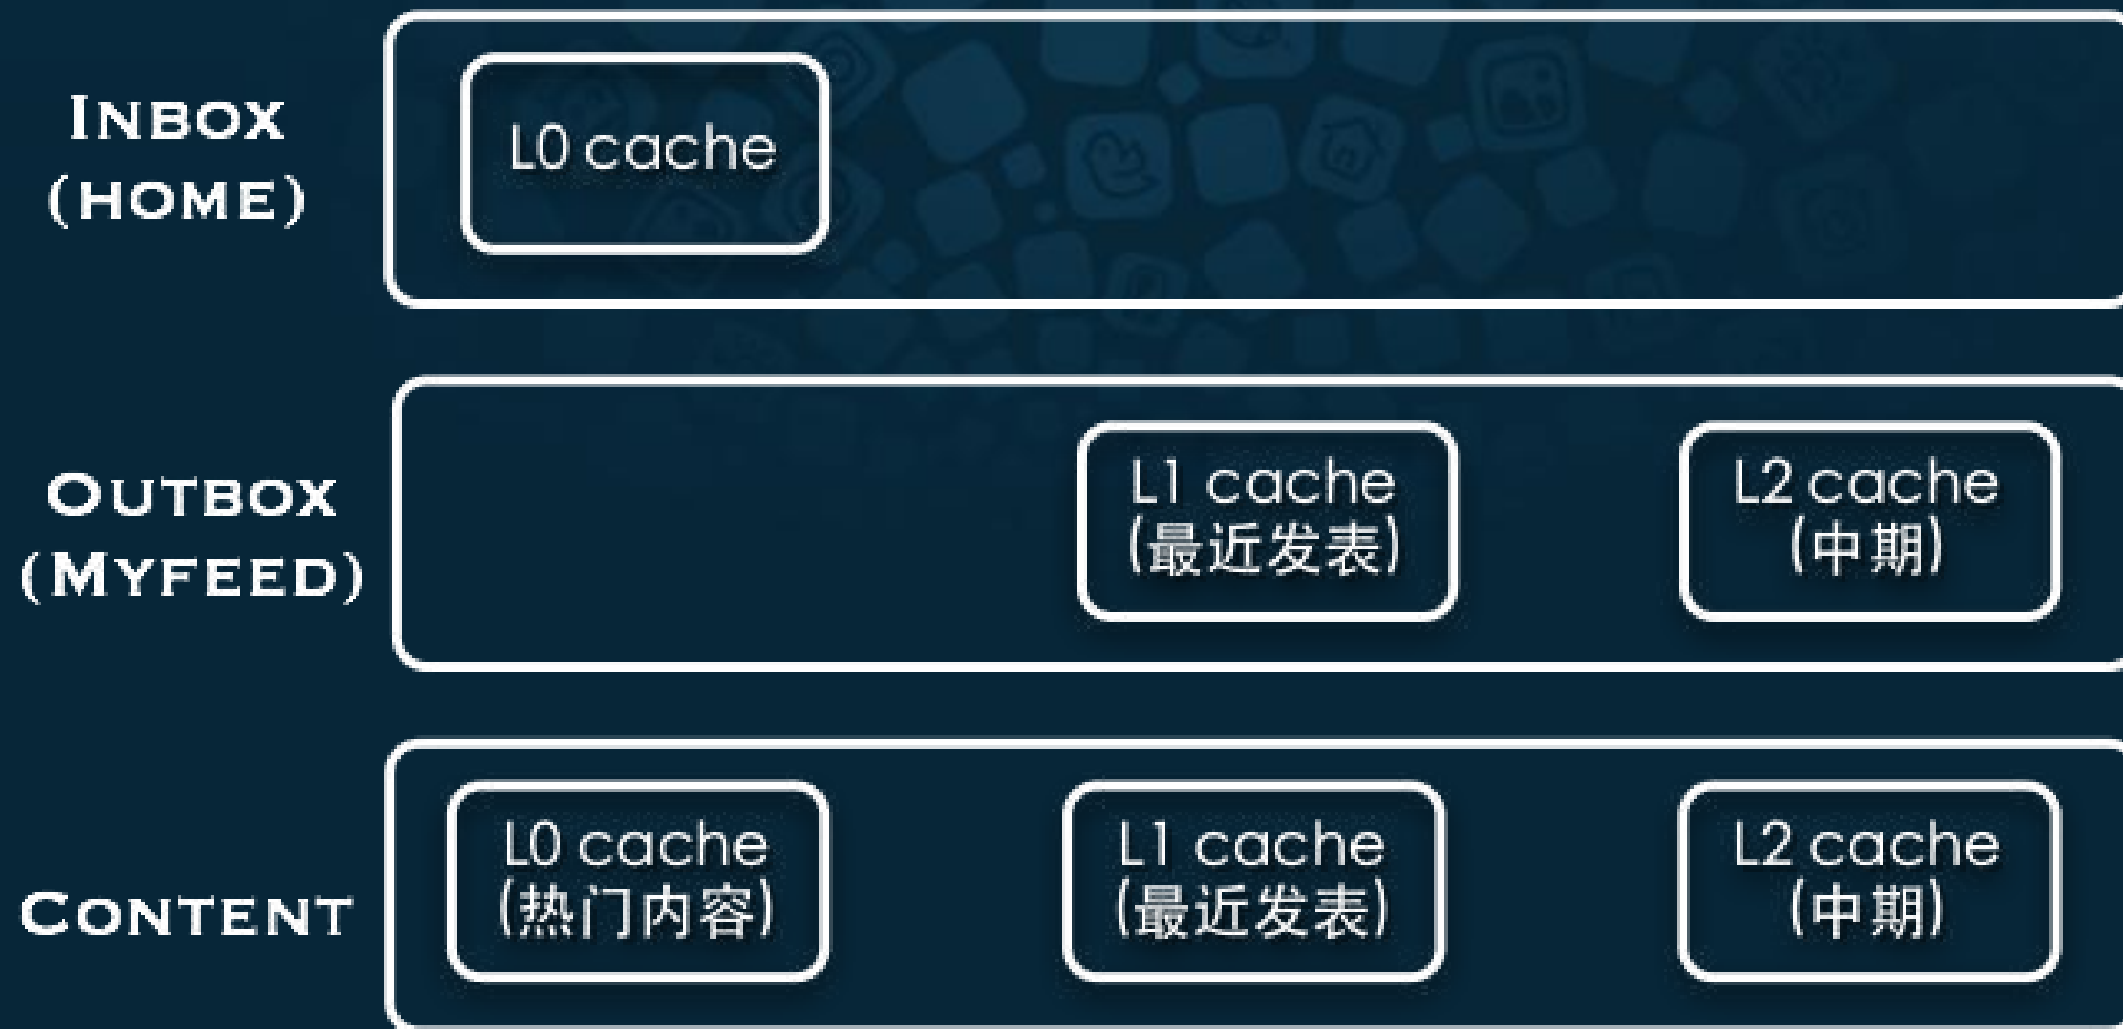 INBOX
(HOME)
L0 cache
OUTBOX
(MYFEED)
L1 cache
(最近发表)
L2 cache
(中期)
CONTENT
L0 cache
(热门内容)
L1 cache
(最近发表)
L2 cache
(中期)